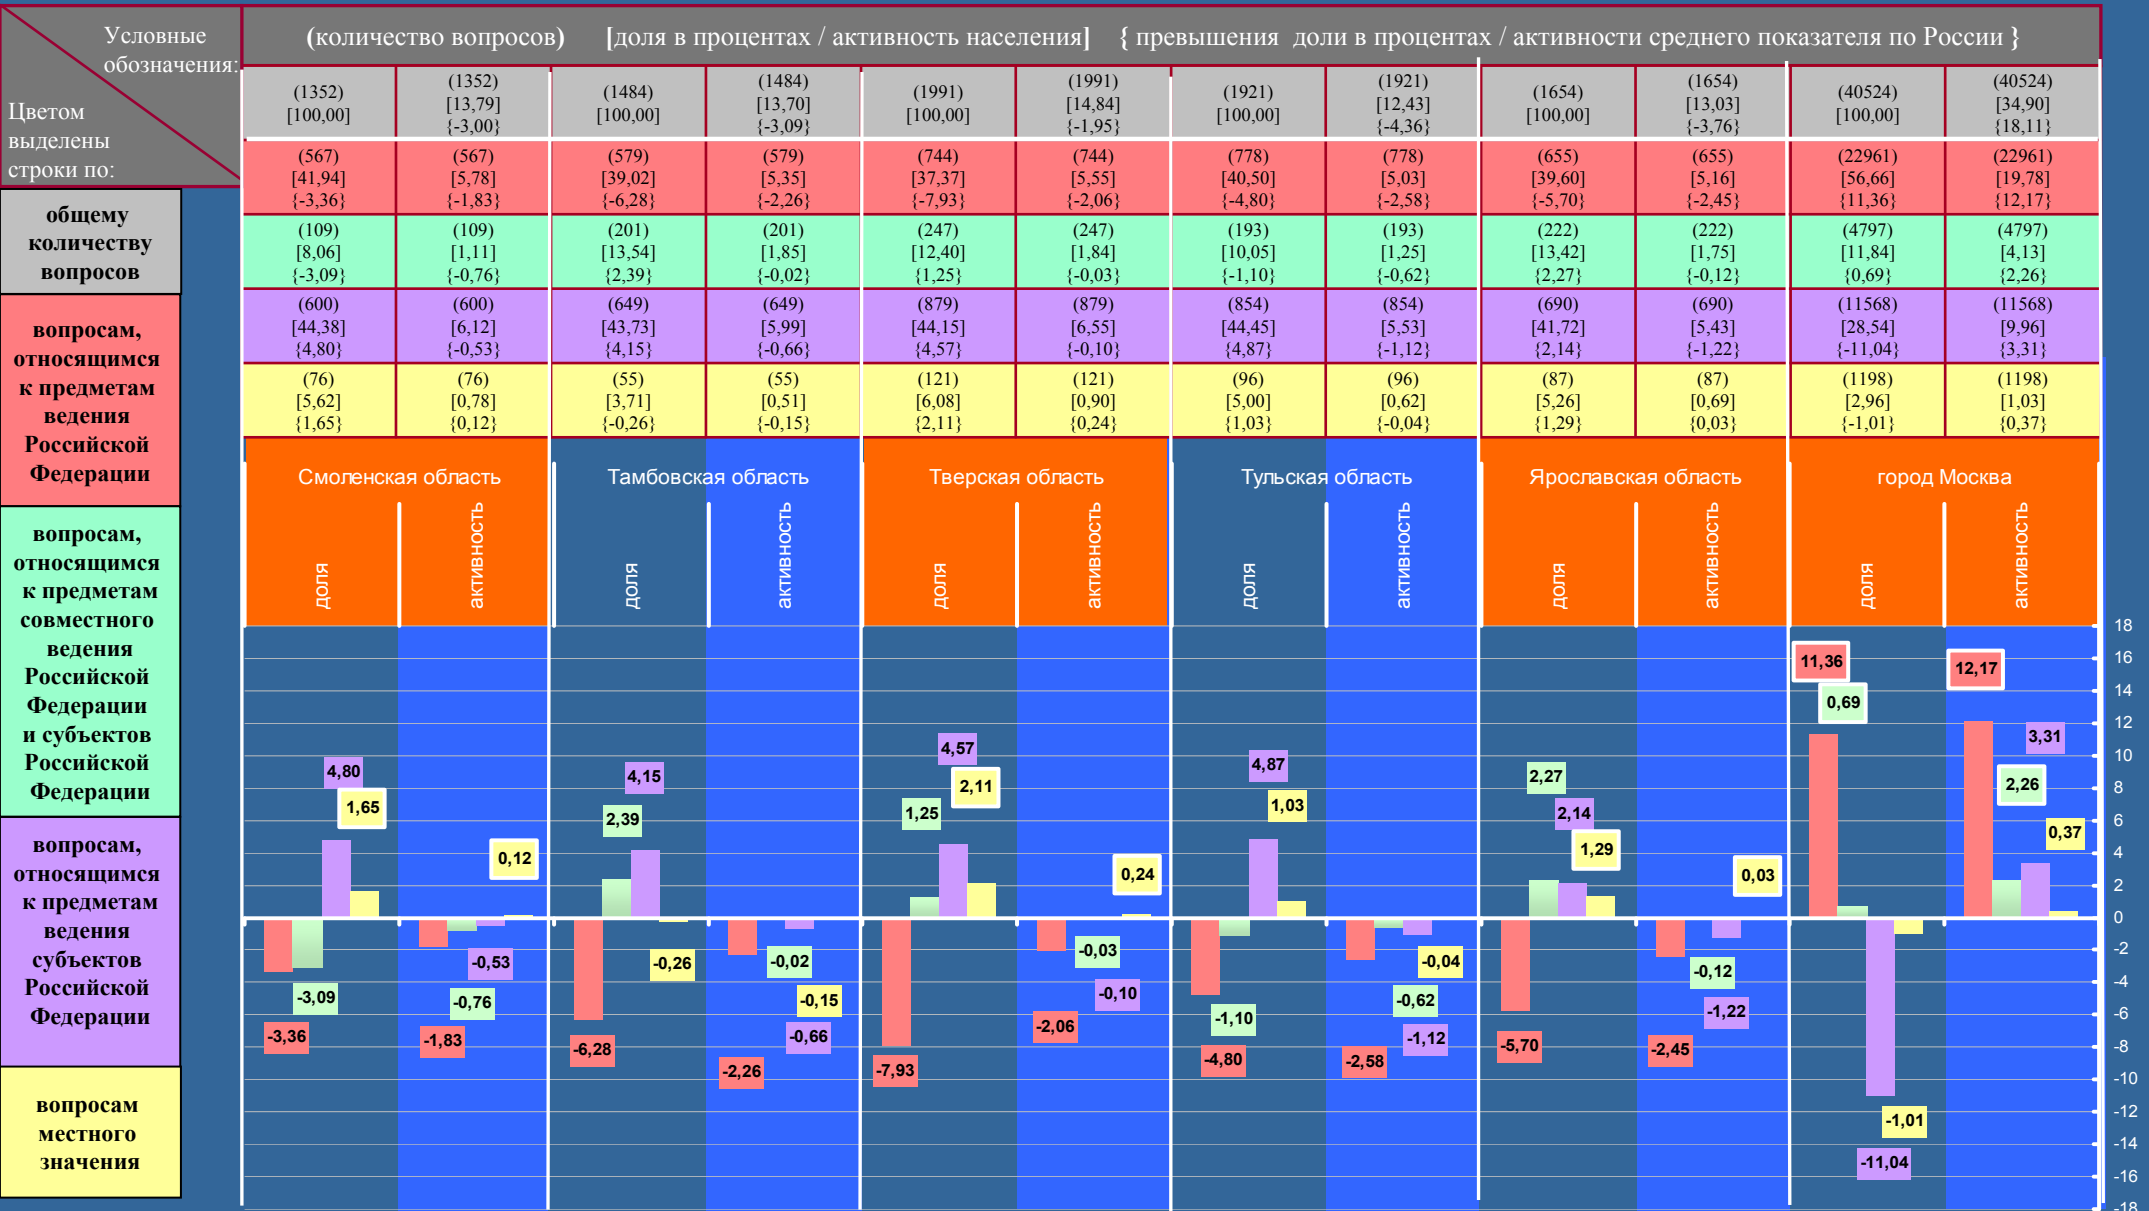 Условные
обозначения:
Цветом
выделены
строки по:
(количество вопросов) [доля в процентах / активность населения] { превышения доли в процентах / активности среднего показателя по России }
(1352) (1352) (1484) (1484) (1991) (1991) (1921) (1921) (1654) (1654) (40524) (40524)
[100,00] [13,79] [100,00] [13,70] [100,00] [14,84] [100,00] [12,43] [100,00] [13,03] [100,00] [34,90]
{-3,00} {-3,09} {-1,95} {-4,36} {-3,76} {18,11}
(567) (567) (579) (579) (744) (744) (778) (778) (655) (655) (22961) (22961)
[41,94] [5,78] [39,02] [5,35] [37,37] [5,55] [40,50] [5,03] [39,60] [5,16] [56,66] [19,78]
{-3,36} {-1,83} {-6,28} {-2,26} {-7,93} {-2,06} {-4,80} {-2,58} {-5,70} {-2,45} {11,36} {12,17}
(109) (109) (201) (201) (247) (247) (193) (193) (222) (222) (4797) (4797)
[8,06] [1,11] [13,54] [1,85] [12,40] [1,84] [10,05] [1,25] [13,42] [1,75] [11,84] [4,13]
{-3,09} {-0,76} {2,39} {-0,02} {1,25} {-0,03} {-1,10} {-0,62} {2,27} {-0,12} {0,69} {2,26}
(600) (600) (649) (649) (879) (879) (854) (854) (690) (690) (11568) (11568)
[44,38] [6,12] [43,73] [5,99] [44,15] [6,55] [44,45] [5,53] [41,72] [5,43] [28,54] [9,96]
{4,80} {-0,53} {4,15} {-0,66} {4,57} {-0,10} {4,87} {-1,12} {2,14} {-1,22} {-11,04} {3,31}
(76) (76) (55) (55) (121) (121) (96) (96) (87) (87) (1198) (1198)
[5,62] [0,78] [3,71] [0,51] [6,08] [0,90] [5,00] [0,62] [5,26] [0,69] [2,96] [1,03]
{1,65} {0,12} {-0,26} {-0,15} {2,11} {0,24} {1,03} {-0,04} {1,29} {0,03} {-1,01} {0,37}
общему
количеству
вопросов
вопросам,
относящимся
к предметам
ведения
Российской
Федерации
вопросам,
относящимся
к предметам
совместного
ведения
Российской
Федерации
и субъектов
Российской
Федерации
вопросам,
относящимся
к предметам
ведения
субъектов
Российской
Федерации
вопросам
местного
значения
Смоленская область Тамбовская область Тверская область Тульская область Ярославская область город Москва
доля активность доля активность доля активность доля активность доля активность доля активность
4,80
1,65
-3,09
-3,36
0,12
-0,53
-0,76
-1,83
4,15
2,39
-0,26
-6,28
-0,02
-0,15
-0,66
-2,26
4,57
2,11
1,25
-7,93
0,24
-0,03
-0,10
-2,06
4,87
1,03
-1,10
-4,80
-0,04
-0,62
-1,12
-2,58
2,27
2,14
1,29
-5,70
0,03
-0,12
-1,22
-2,45
11,36
0,69
-1,01
-11,04
12,17
3,31
2,26
0,37
18
16
14
12
10
8
6
4
2
0
-2
-4
-6
-8
-10
-12
-14
-16
-18